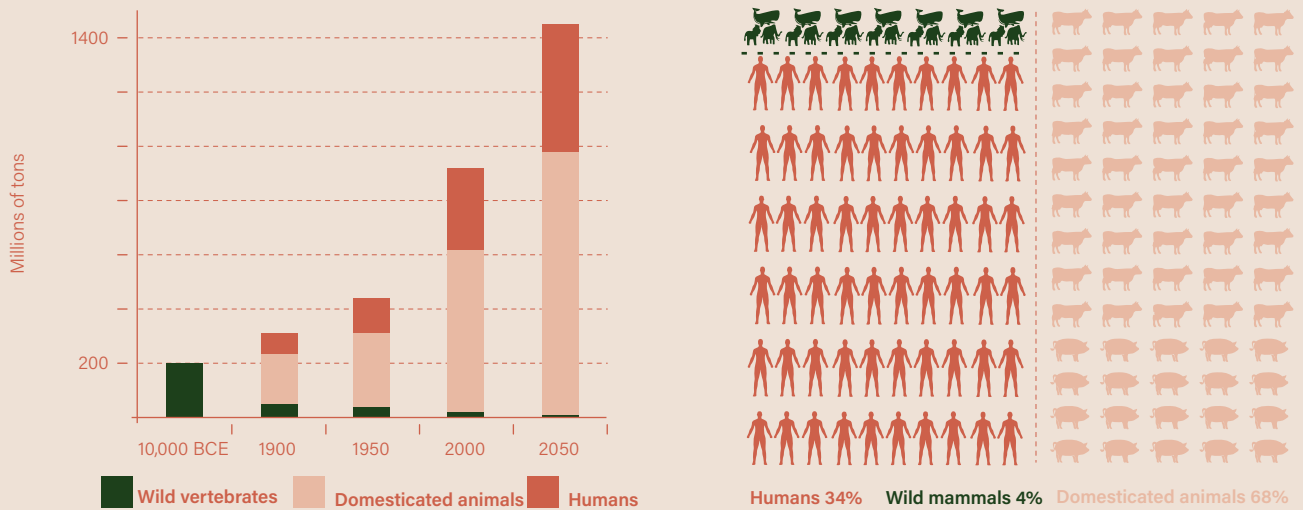 1400
200
Millions of tons
10,000 BCE
1900
1950
2000
2050
Wild vertebrates
Domesticated animals
Humans
Humans 34%
Wild mammals 4%
Domesticated animals 68%